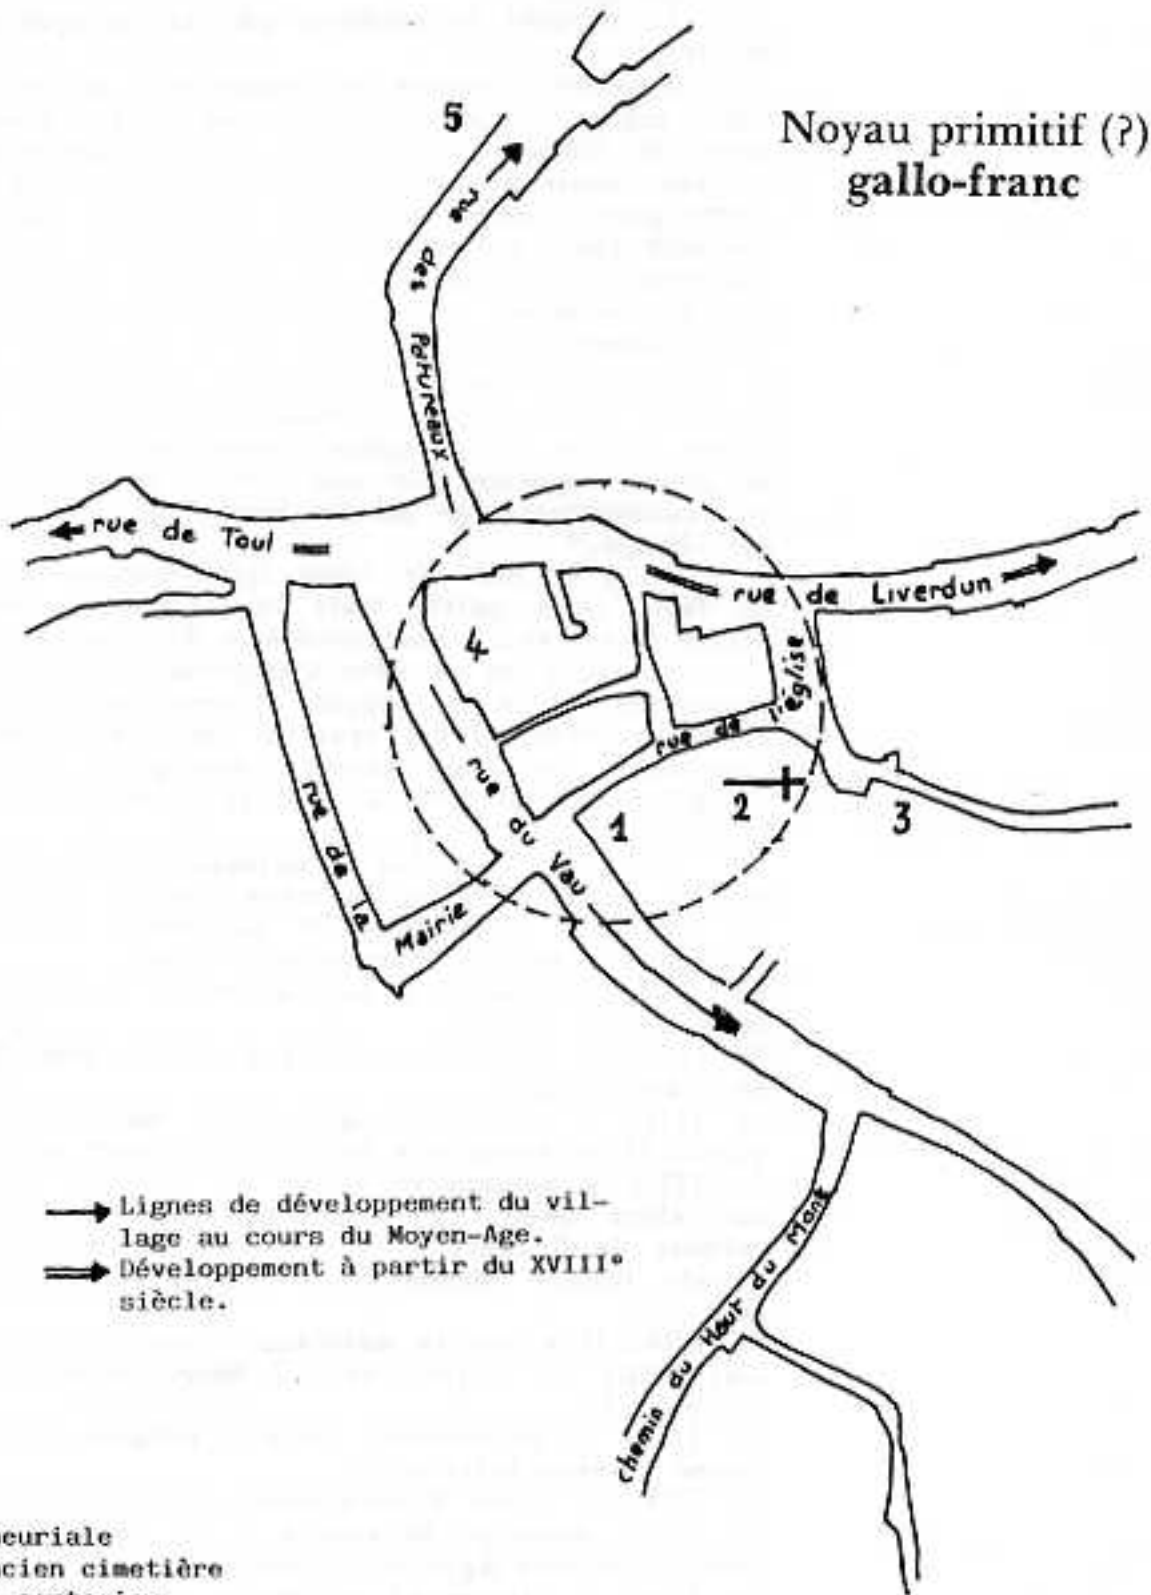 5
Noyau primitif (?)
gallo-franc
rue des Patureaux
rue de Toul
rue de Liverdun
4
rue de l'église
rue du Vau
1
2
3
rue de la Mairie
Lignes de développement du vil-
lage au cours du Moyen-Age.
Développement à partir du XVIII°
siècle.
chemin du Haut du Mont
neuriale
cien cimetière